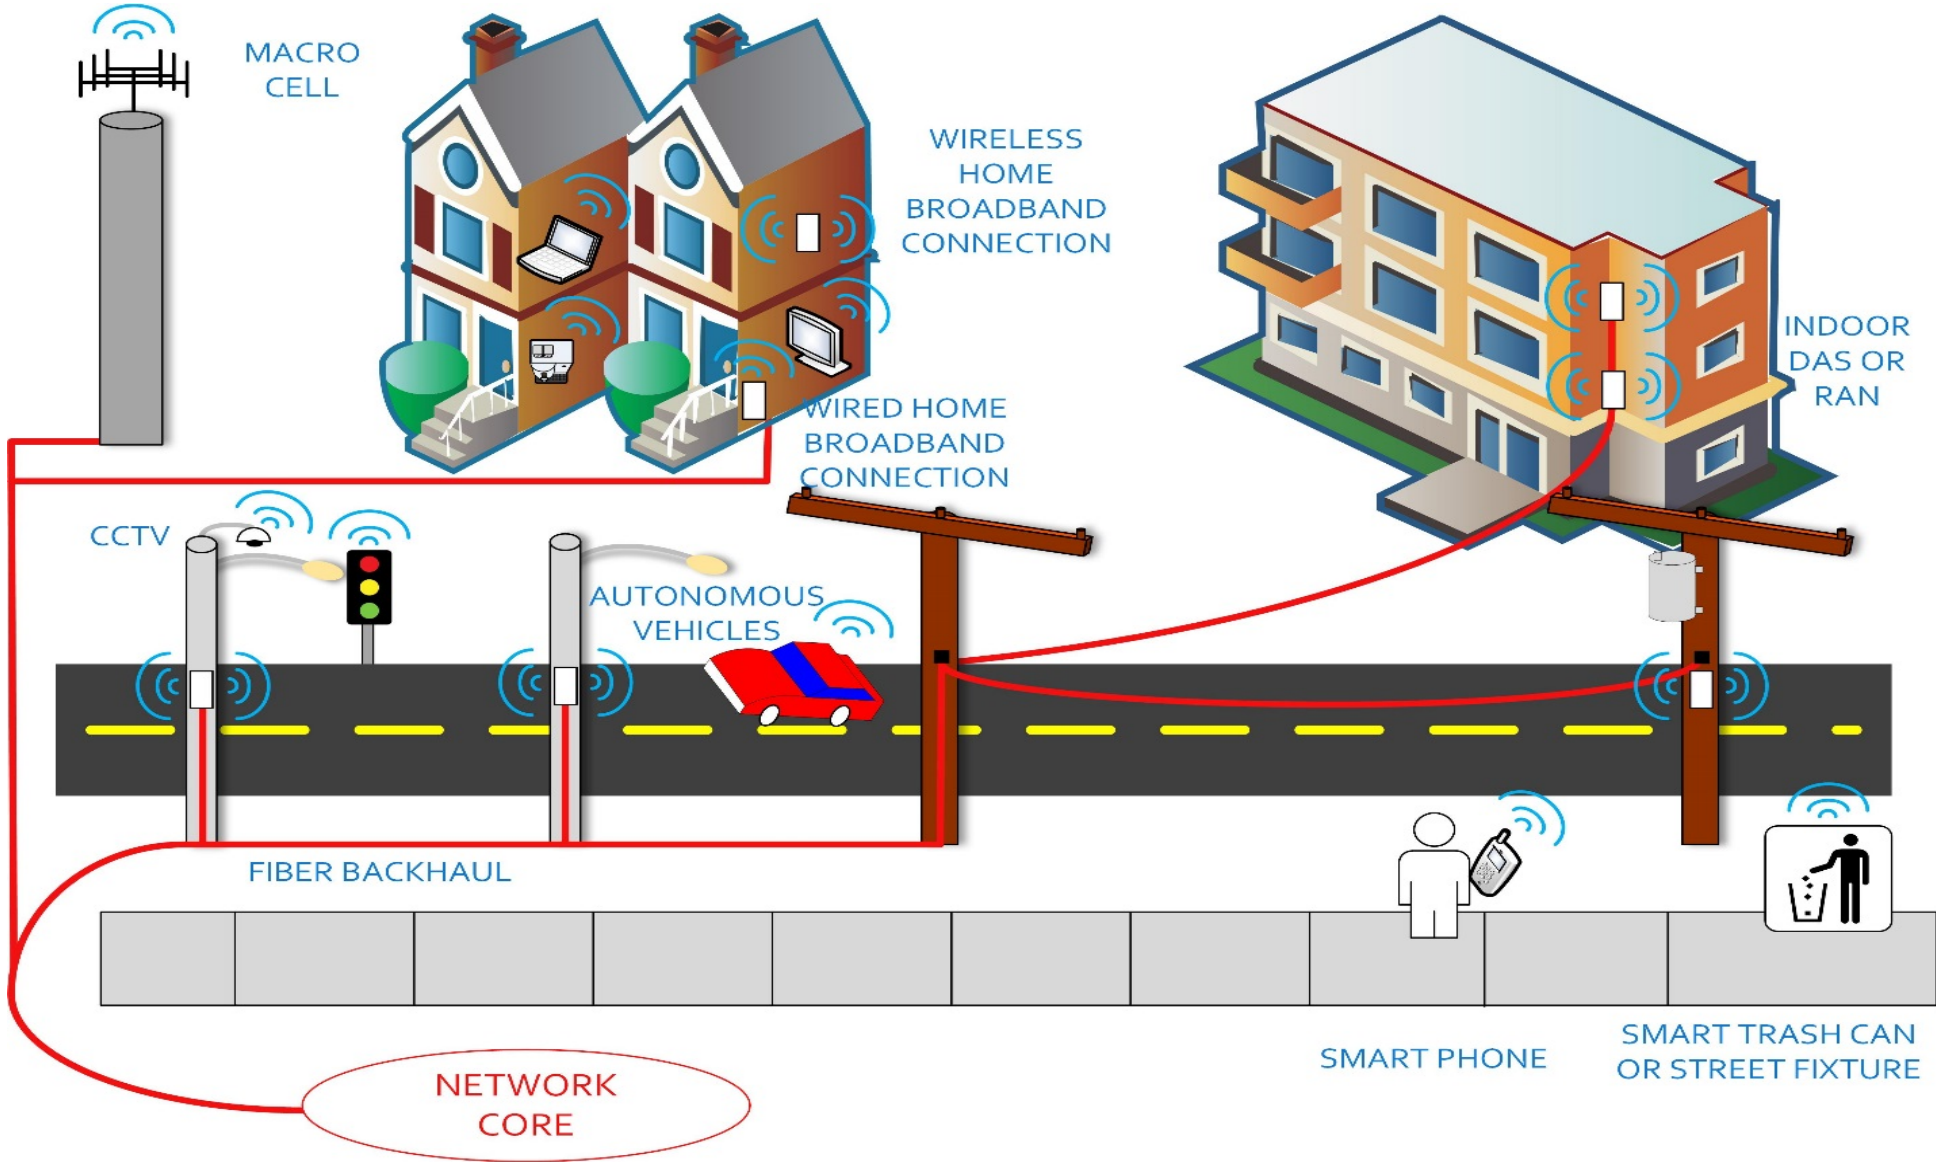 MACRO
CELL
WIRELESS
HOME
BROADBAND
CONNECTION
INDOOR
DAS OR
RAN
WIRED HOME
BROADBAND
CONNECTION
CCTV
AUTONOMOUS
VEHICLES
FIBER BACKHAUL
SMART PHONE
SMART TRASH CAN
OR STREET FIXTURE
NETWORK
CORE